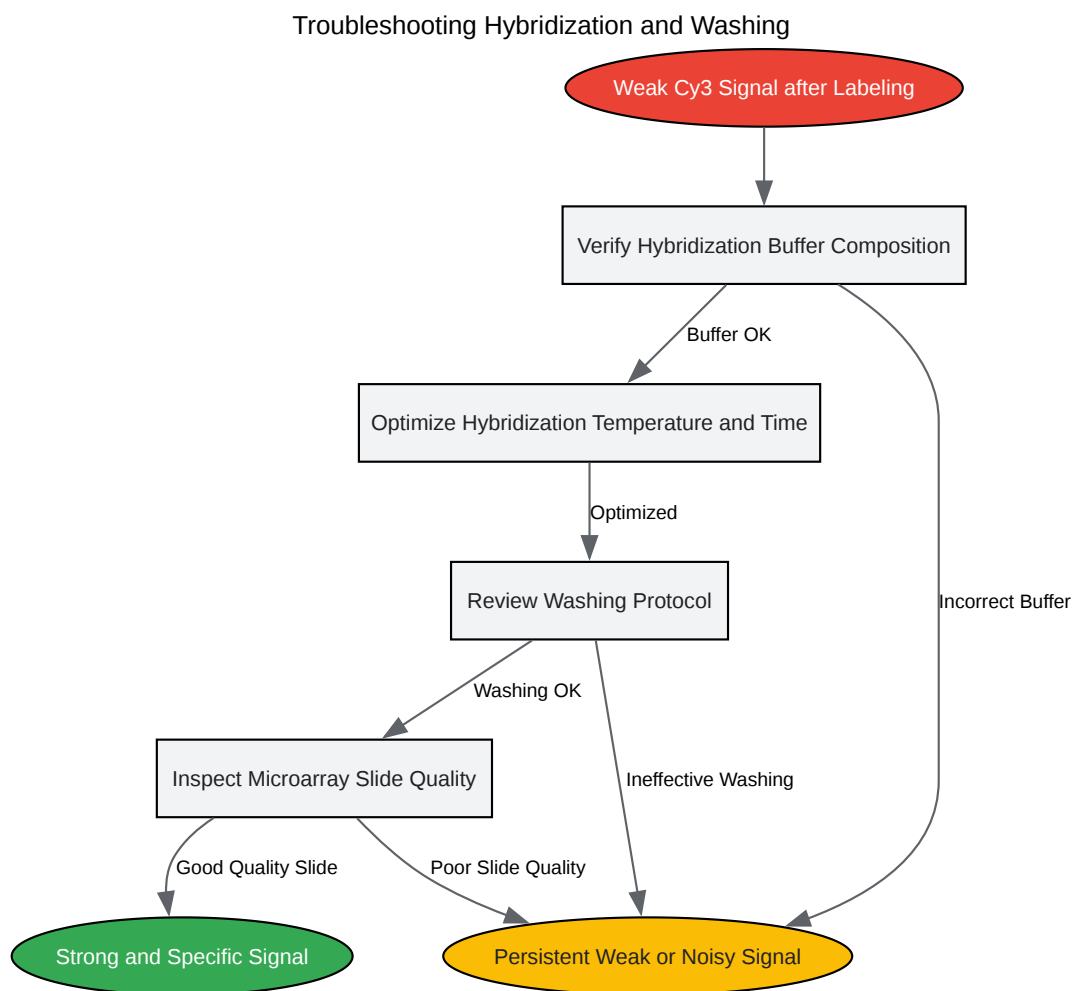 Troubleshooting Hybridization and Washing
Weak Cy3 Signal after Labeling
Verify Hybridization Buffer Composition
Buffer OK
Optimize Hybridization Temperature and Time
Optimized
Review Washing Protocol
Incorrect Buffer
Washing OK
Inspect Microarray Slide Quality
Ineffective Washing
Good Quality Slide
Poor Slide Quality
Strong and Specific Signal
Persistent Weak or Noisy Signal